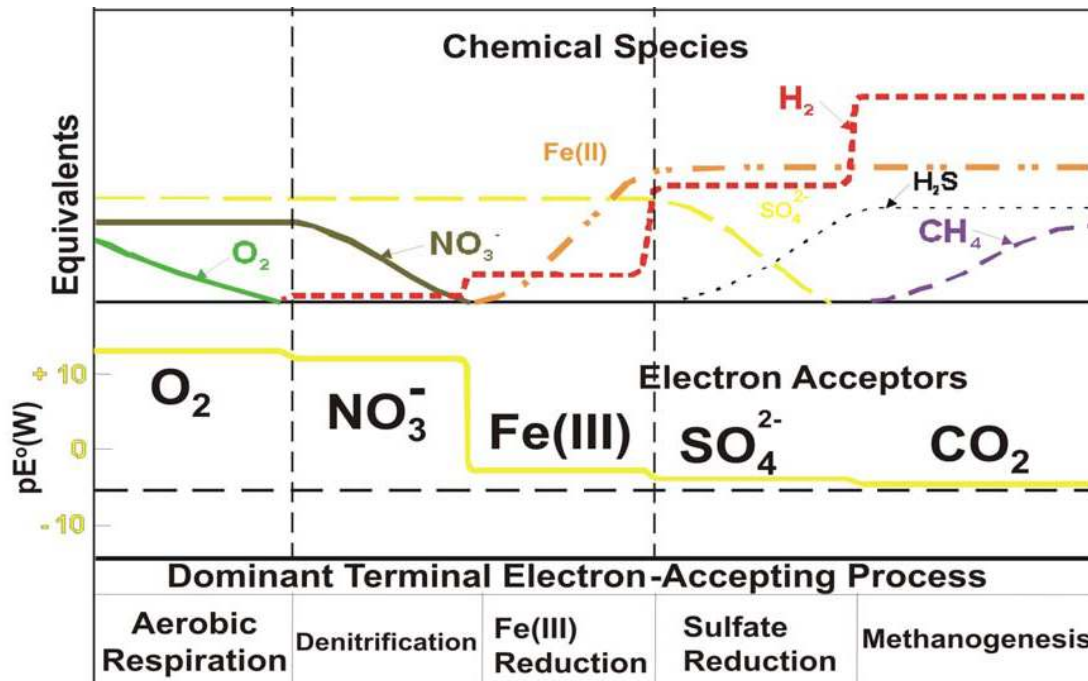 Chemical Species
H₂
Fe(II)
H₂S
SO₄²⁻
NO₃⁻
O₂
CH₄
Equivalents
Electron Acceptors
+ 10
O₂
NO₃⁻
Fe(III)
SO₄²⁻
CO₂
0
- 10
pEº(W)
Dominant Terminal Electron-Accepting Process
Aerobic
Respiration
Denitrification
Fe(III)
Reduction
Sulfate
Reduction
Methanogenesis